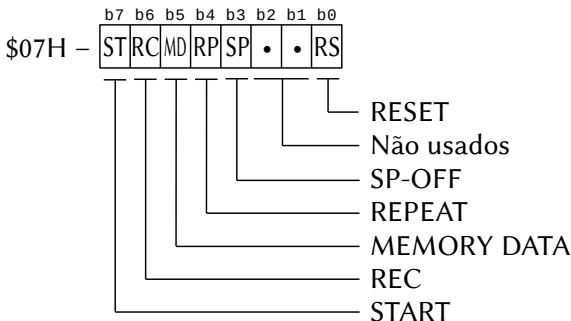 b7 b6 b5 b4 b3 b2 b1 b0
$07H – ST RC MD RP SP • • RS
RESET
Não usados
SP-OFF
REPEAT
MEMORY DATA
REC
START